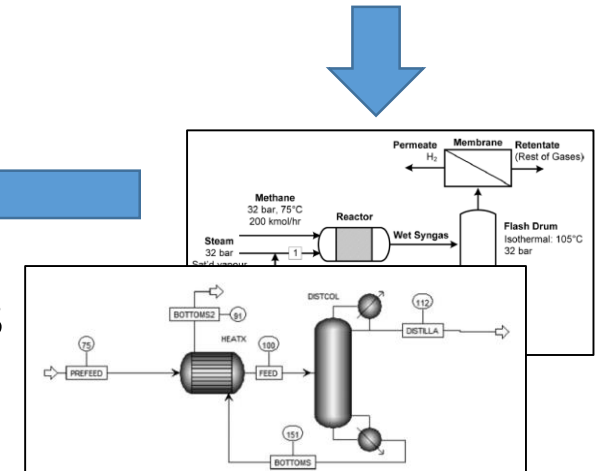 Permeate
H2
Membrane
Retentate
(Rest of Gases)
Methane
32 bar, 75°C
200 kmol/hr
Reactor
Steam
32 bar
Sat'd vapour
1
Wet Syngas
Flash Drum
Isothermal: 105°C
32 bar
BOTTOMS2
91
DISTCOL
112
DISTILLA
HEATX
75
PREFEED
100
FEED
151
BOTTOMS